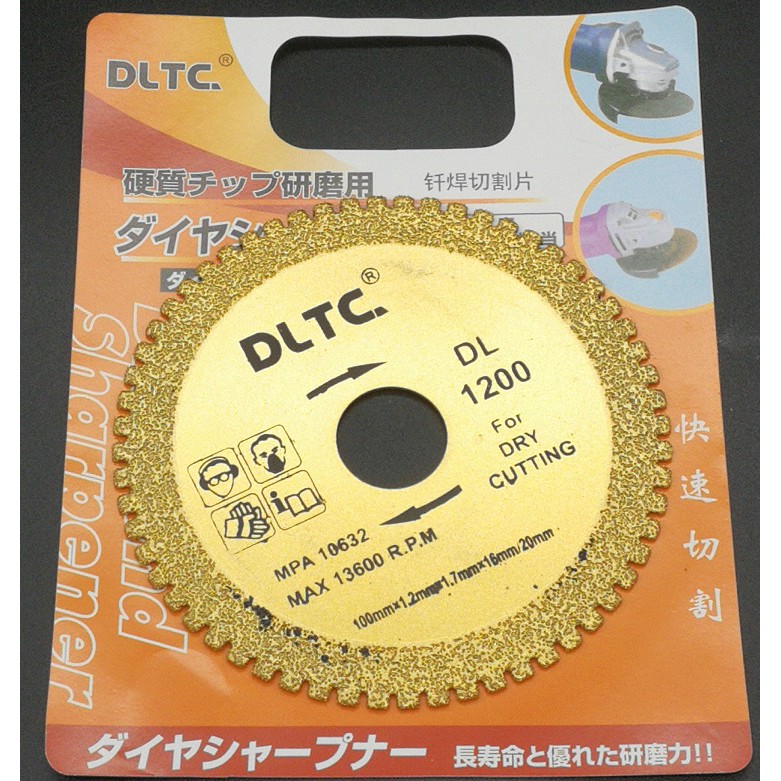 DLTC.®
硬質チップ研磨用
钎焊切割片
ダイヤシ
DLTC.®
DL
1200
For
DRY
CUTTING
MPA 10632
MAX 13600 R.P.M
100mm×1.2mm×1.7mm×16mm/20mm
快速切割
Sharpener
ダイヤシャープナー
長寿命と優れた研磨力!!